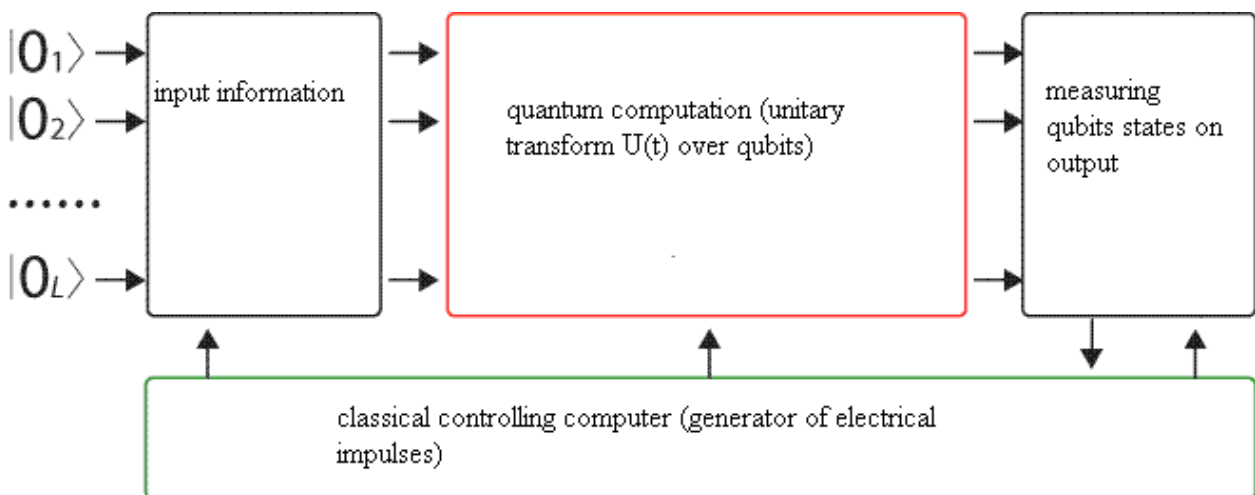 |0₁⟩
|0₂⟩
......
|0_L⟩
input information
quantum computation (unitary
transform U(t) over qubits)
measuring
qubits states on
output
classical controlling computer (generator of electrical
impulses)